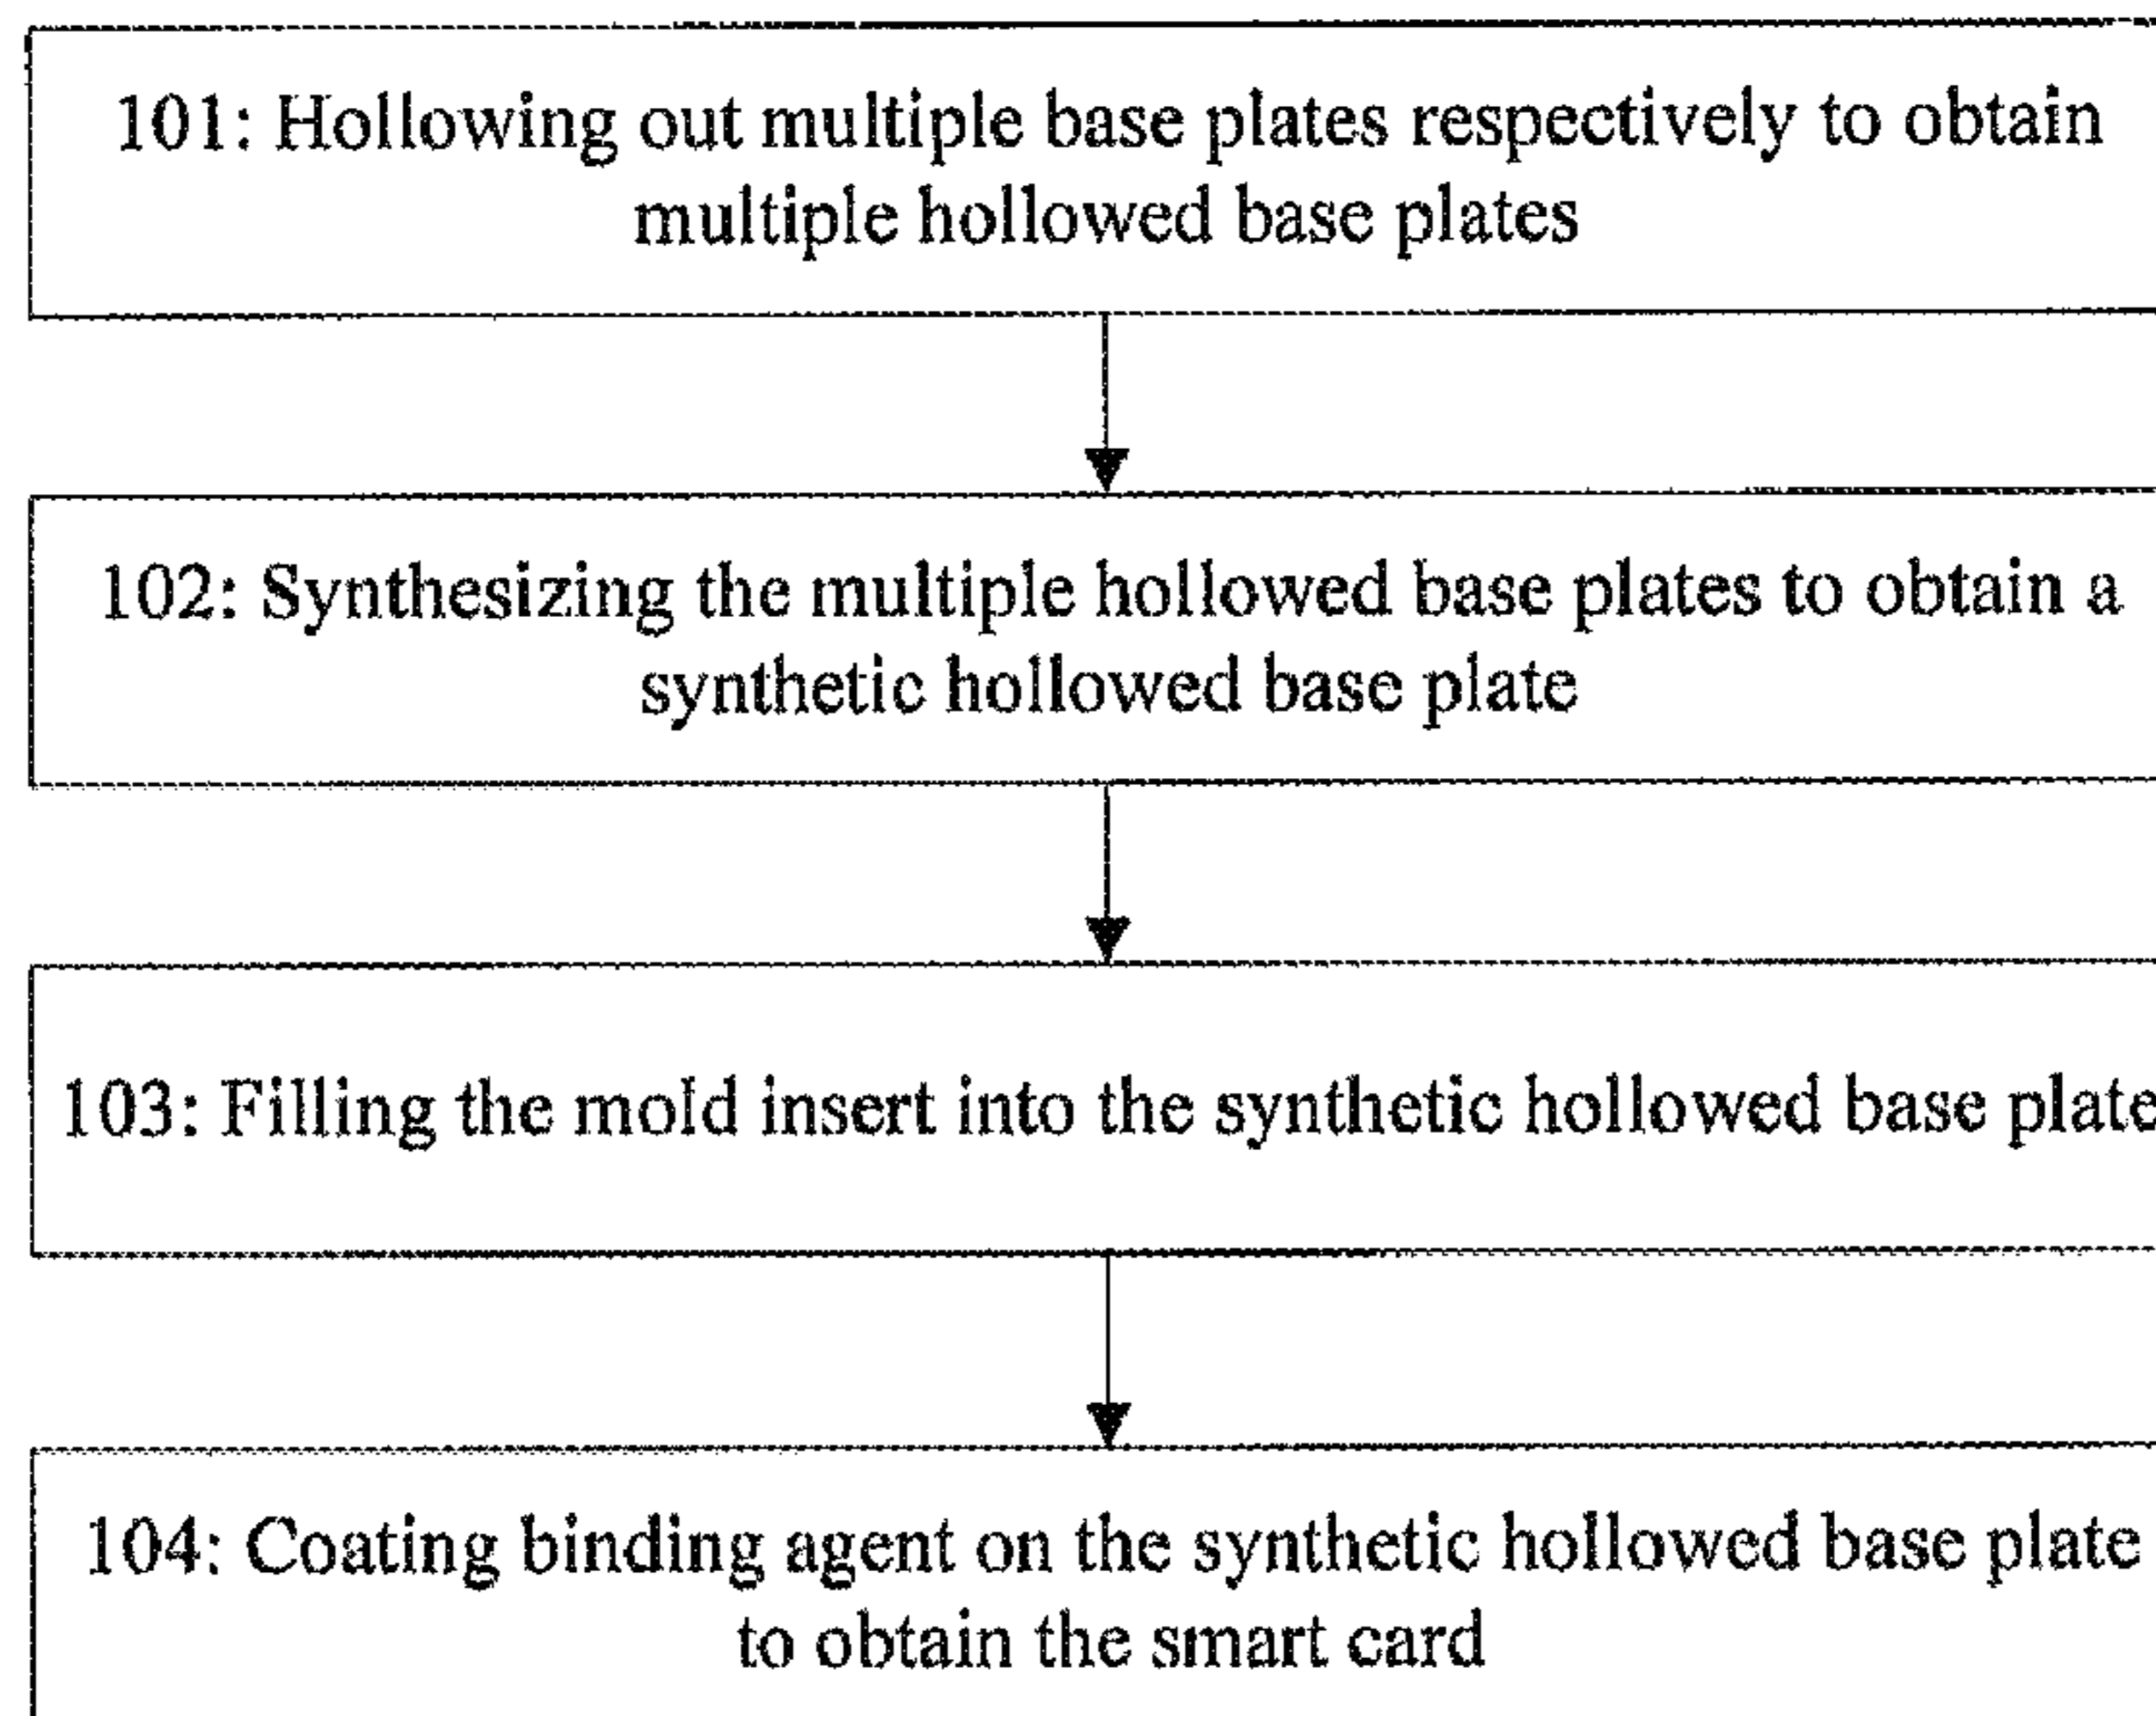 101: Hollowing out multiple base plates respectively to obtain
multiple hollowed base plates
102: Synthesizing the multiple hollowed base plates to obtain a
synthetic hollowed base plate
103: Filling the mold insert into the synthetic hollowed base plate
104: Coating binding agent on the synthetic hollowed base plate
to obtain the smart card